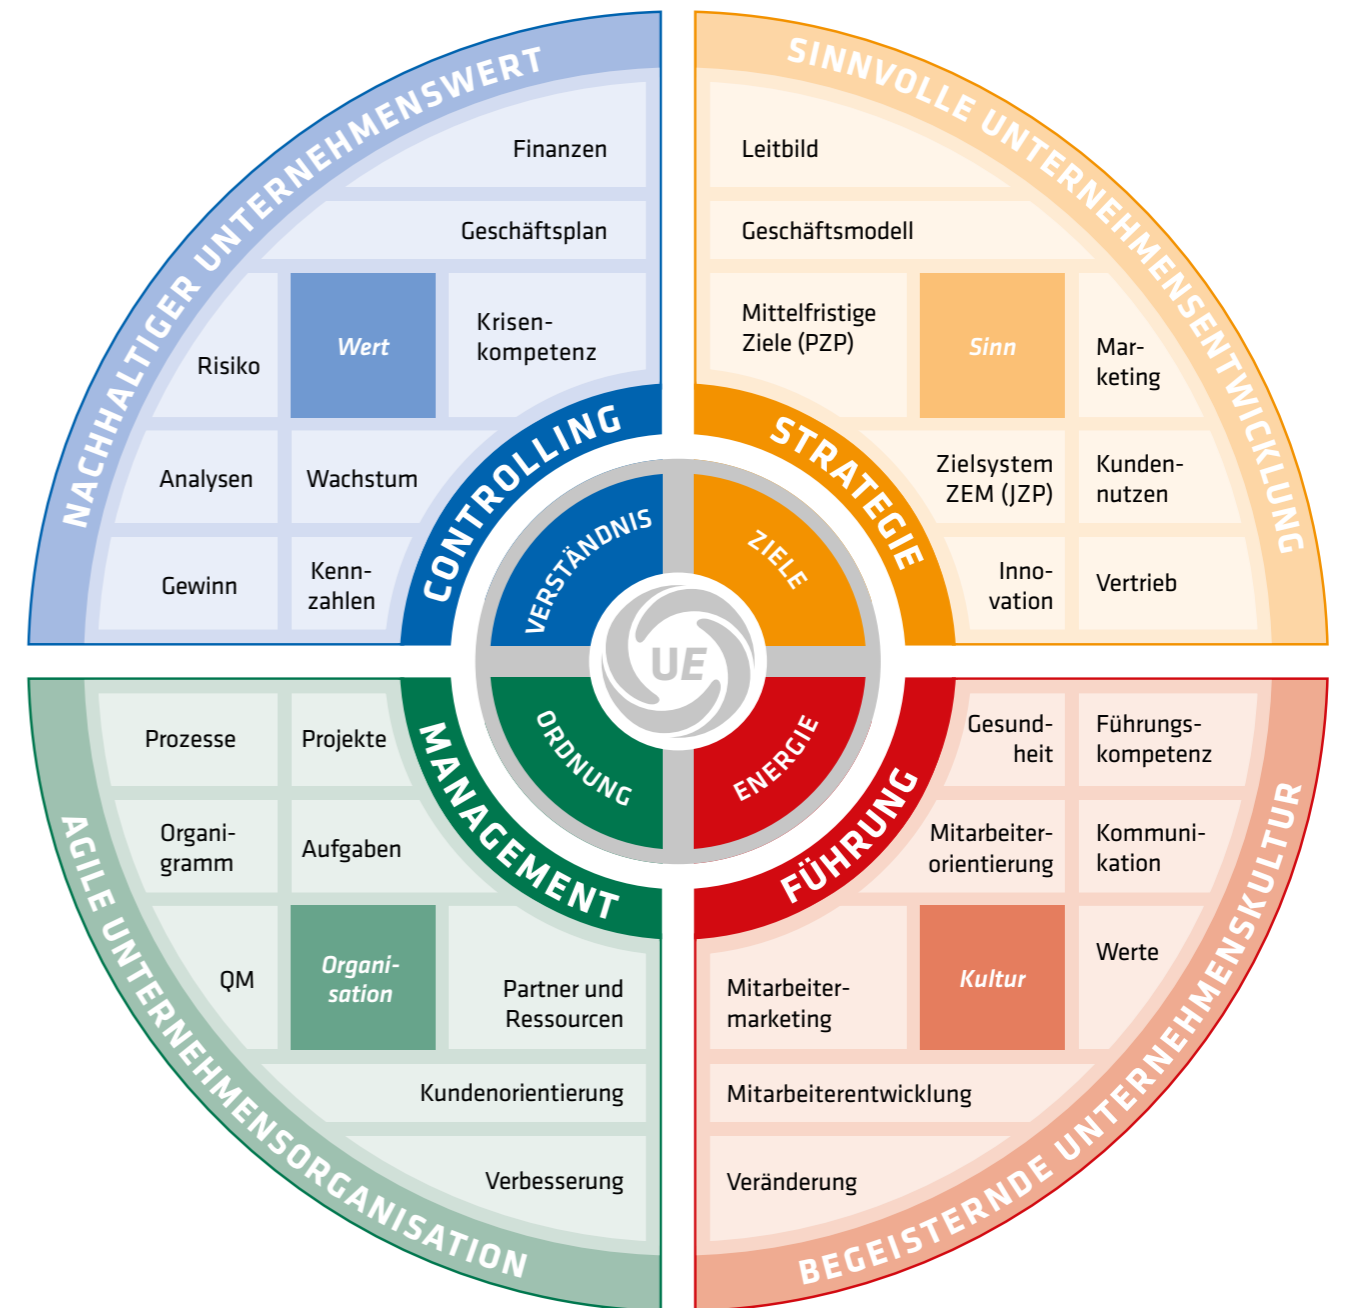 NACHHALTIGER UNTERNEHMENSWERT
Finanzen
Geschäftsplan
Risiko
Wert
Krisen-
kompetenz
Analysen
Wachstum
Gewinn
Kenn-
zahlen
CONTROLLING
VERSTÄNDNIS
SINNVOLLE UNTERNEHMENSENTWICKLUNG
Leitbild
Geschäftsmodell
Mittelfristige
Ziele (PZP)
Sinn
Mar-
keting
Zielsystem
ZEM (JZP)
Kunden-
nutzen
Inno-
vation
Vertrieb
STRATEGIE
ZIELE
UE
AGILE UNTERNEHMENSORGANISATION
Prozesse
Projekte
Organi-
gramm
Aufgaben
QM
Organi-
sation
Partner und
Ressourcen
Kundenorientierung
Verbesserung
MANAGEMENT
ORDNUNG
BEGEISTERNDE UNTERNEHMENSKULTUR
Gesund-
heit
Führungs-
kompetenz
Mitarbeiter-
orientierung
Kommuni-
kation
Mitarbeiter-
marketing
Kultur
Werte
Mitarbeiterentwicklung
Veränderung
FÜHRUNG
ENERGIE